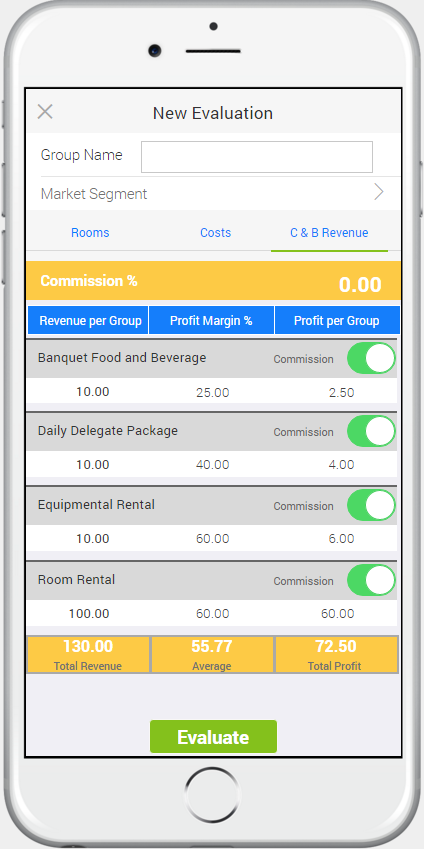 New Evaluation
Group Name
Market Segment
Rooms Costs C & B Revenue
Commission % 0.00
Revenue per Group Profit Margin % Profit per Group
Banquet Food and Beverage Commission
10.00 25.00 2.50
Daily Delegate Package Commission
10.00 40.00 4.00
Equipmental Rental Commission
10.00 60.00 6.00
Room Rental Commission
100.00 60.00 60.00
130.00 55.77 72.50
Total Revenue Average Total Profit
Evaluate